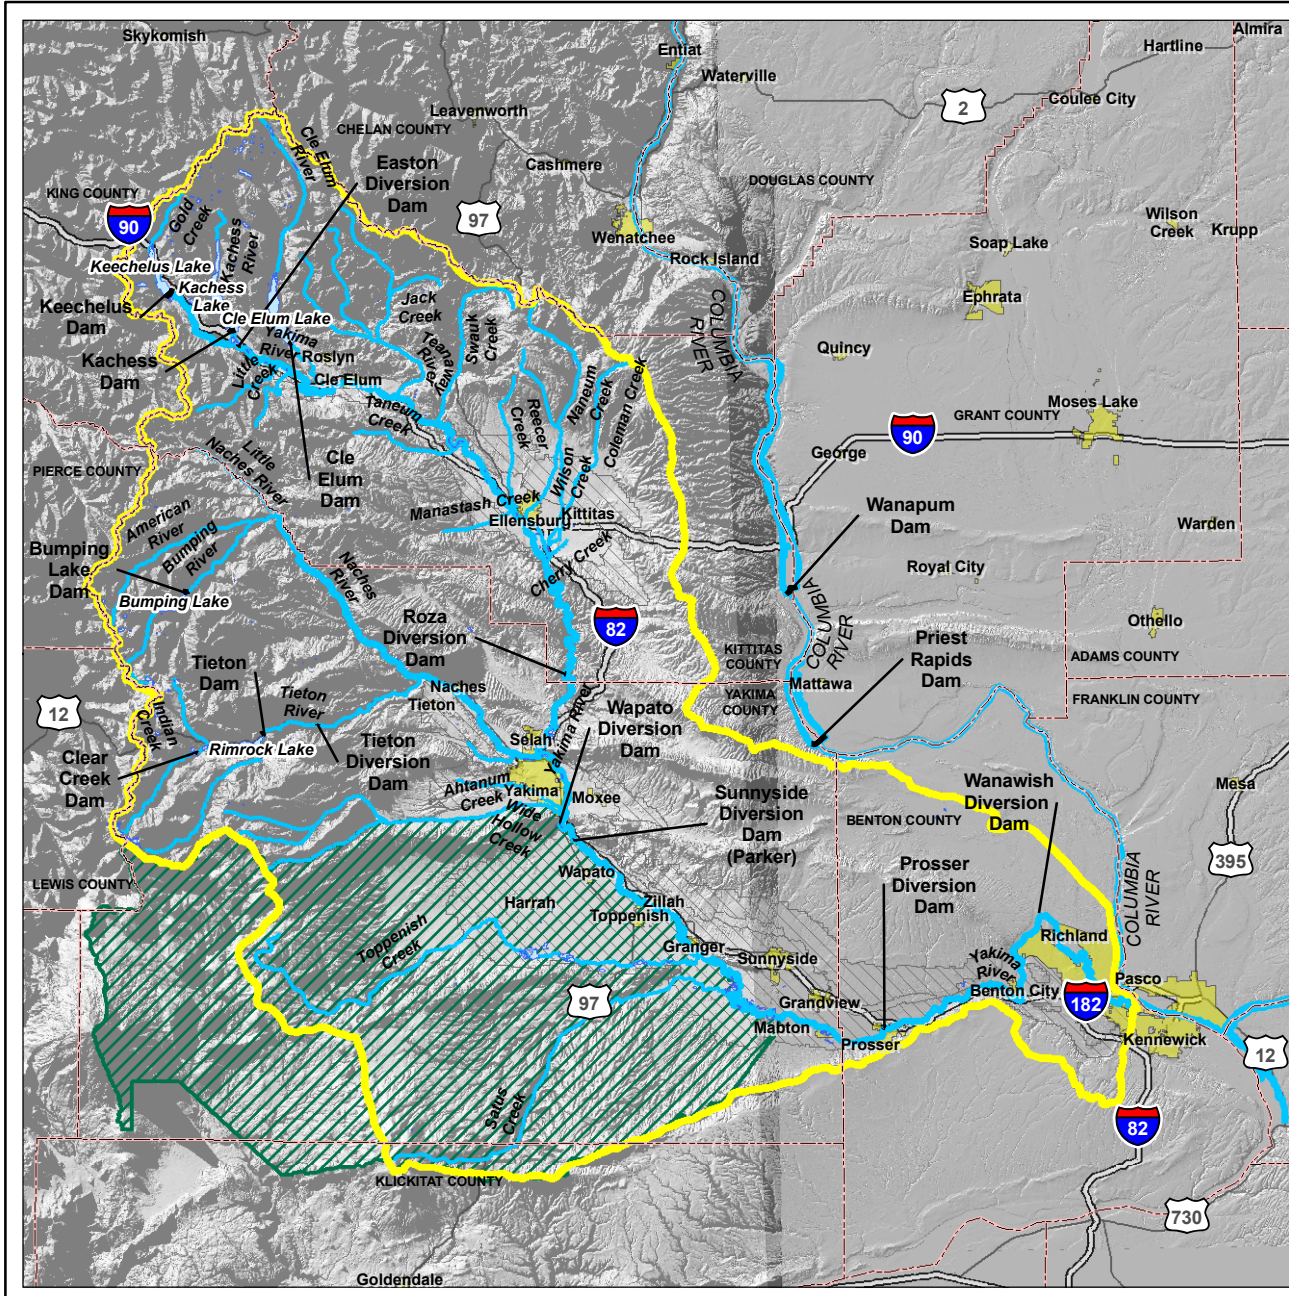 Skykomish
Almira
Hartline
Entiat
Waterville
Coulee City
2
Leavenworth
CHELAN COUNTY
Cle Elum
River
Cashmere
Easton
Diversion
Dam
DOUGLAS COUNTY
KING COUNTY
90
Gold
Creek
Kachess
River
97
Wenatchee
Wilson
Creek
Krupp
Soap Lake
Rock Island
Keechelus Lake
Kachess
Lake
Keechelus
Dam
Cle Elum Lake
Jack
Creek
COLUMBIA
RIVER
Ephrata
Yakima
River
Roslyn
Teanaway
River
Swauk
Creek
Quincy
Kachess
Dam
Little
Creek
Cle Elum
Naneum
Creek
Coleman Creek
Moses Lake
Taneum
Creek
Reecer
Creek
GRANT COUNTY
90
George
Little
Naches River
Cle
Elum
Dam
Wilson
Creek
PIERCE COUNTY
American
River
Manastash Creek
Ellensburg
Kittitas
Wanapum
Dam
Warden
Bumping
Lake
Dam
Bumping
River
Naches
River
Cherry Creek
Royal City
Bumping Lake
COLUMBIA
RIVER
Roza
Diversion
Dam
82
Othello
Priest
Rapids
Dam
KITTITAS
COUNTY
ADAMS COUNTY
Tieton
Dam
Tieton
River
Naches
Tieton
Yakima River
Wapato
Diversion
Dam
YAKIMA
COUNTY
Mattawa
FRANKLIN COUNTY
12
Indian
Creek
Rimrock Lake
Selah
Clear
Creek
Dam
Tieton
Diversion
Dam
Ahtanum
Creek
Yakima
Moxee
Wide
Hollow
Creek
Sunnyside
Diversion
Dam
(Parker)
Wanawish
Diversion
Dam
Mesa
BENTON COUNTY
395
LEWIS COUNTY
Wapato
Prosser
Diversion
Dam
Harrah
Zillah
Toppenish
COLUMBIA
RIVER
Toppenish
Creek
Granger
Richland
Sunnyside
Yakima
River
Pasco
97
Grandview
Benton City
182
Mabton
Prosser
Kennewick
12
Satus
Creek
82
KLICKITAT COUNTY
730
Goldendale